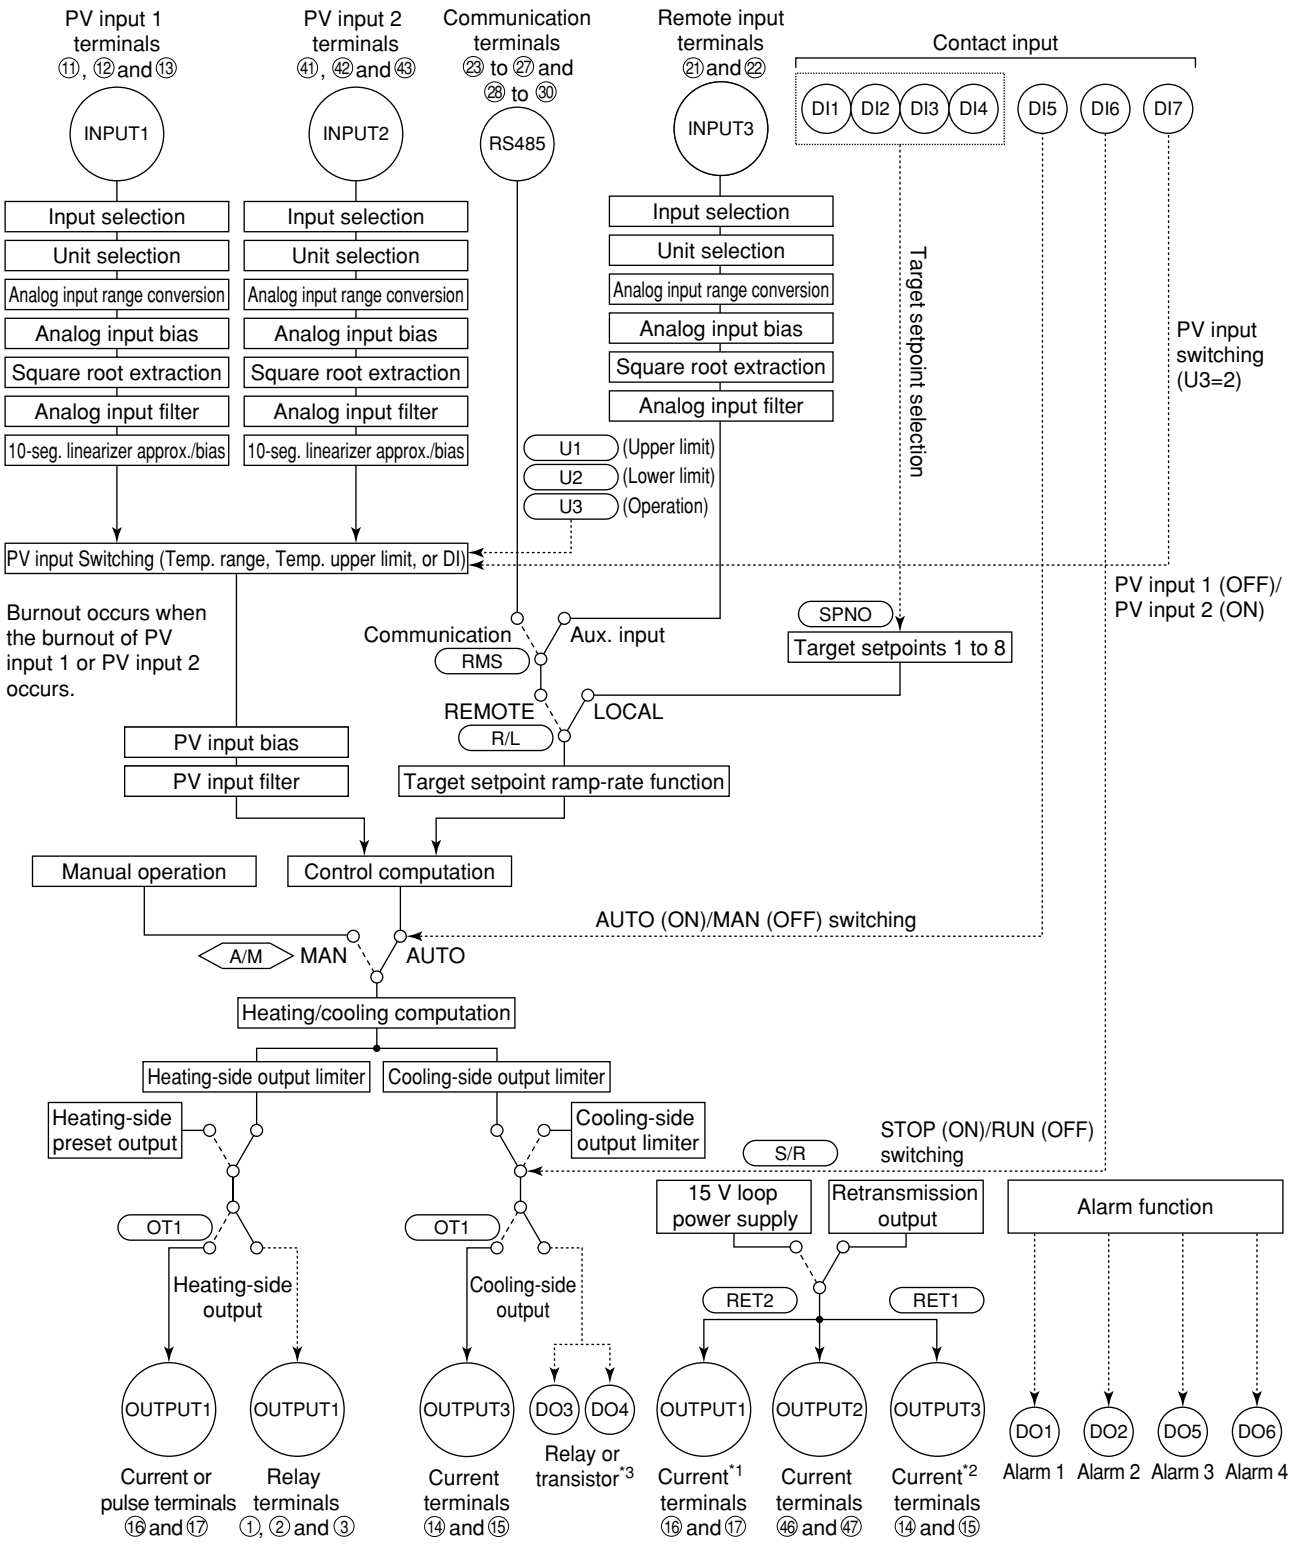 PV input 1
terminals
⑪, ⑫ and ⑬
PV input 2
terminals
㊶, ㊷ and ㊸
Communication
terminals
㉓ to ㉗ and
㉘ to ㉚
Remote input
terminals
㉑ and ㉒
Contact input
INPUT1
INPUT2
RS485
INPUT3
DI1
DI2
DI3
DI4
DI5
DI6
DI7
Input selection
Unit selection
Analog input range conversion
Analog input bias
Square root extraction
Analog input filter
10-seg. linearizer approx./bias
Input selection
Unit selection
Analog input range conversion
Analog input bias
Square root extraction
Analog input filter
10-seg. linearizer approx./bias
Input selection
Unit selection
Analog input range conversion
Analog input bias
Square root extraction
Analog input filter
Target setpoint selection
PV input
switching
(U3=2)
U1 (Upper limit)
U2 (Lower limit)
U3 (Operation)
PV input Switching (Temp. range, Temp. upper limit, or DI)
PV input 1 (OFF)/
PV input 2 (ON)
Burnout occurs when
the burnout of PV
input 1 or PV input 2
occurs.
Communication
Aux. input
RMS
SPNO
Target setpoints 1 to 8
REMOTE
LOCAL
R/L
PV input bias
PV input filter
Target setpoint ramp-rate function
Manual operation
Control computation
AUTO (ON)/MAN (OFF) switching
A/M
MAN
AUTO
Heating/cooling computation
Heating-side output limiter
Cooling-side output limiter
Heating-side
preset output
Cooling-side
output limiter
STOP (ON)/RUN (OFF)
switching
S/R
OT1
OT1
15 V loop
power supply
Retransmission
output
Alarm function
Heating-side
output
Cooling-side
output
RET2
RET1
OUTPUT1
OUTPUT1
OUTPUT3
DO3
DO4
OUTPUT1
OUTPUT2
OUTPUT3
DO1
DO2
DO5
DO6
Current or
pulse terminals
⑯ and ⑰
Relay
terminals
①, ② and ③
Current
terminals
⑭ and ⑮
Relay or
transistor*3
Current*1
terminals
⑯ and ⑰
Current
terminals
㊻ and ㊼
Current*2
terminals
⑭ and ⑮
Alarm 1
Alarm 2
Alarm 3
Alarm 4